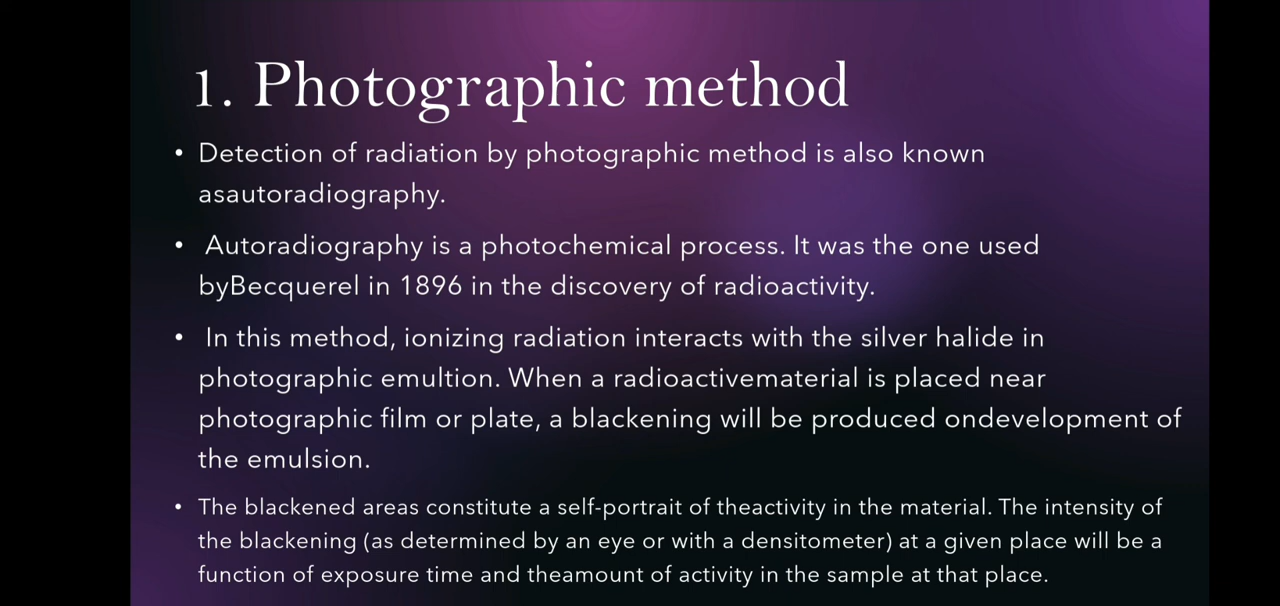 1. Photographic method
• Detection of radiation by photographic method is also known
asautoradiography.
• Autoradiography is a photochemical process. It was the one used
byBecquerel in 1896 in the discovery of radioactivity.
• In this method, ionizing radiation interacts with the silver halide in
photographic emultion. When a radioactivematerial is placed near
photographic film or plate, a blackening will be produced ondevelopment of
the emulsion.
• The blackened areas constitute a self-portrait of theactivity in the material. The intensity of
the blackening (as determined by an eye or with a densitometer) at a given place will be a
function of exposure time and theamount of activity in the sample at that place.